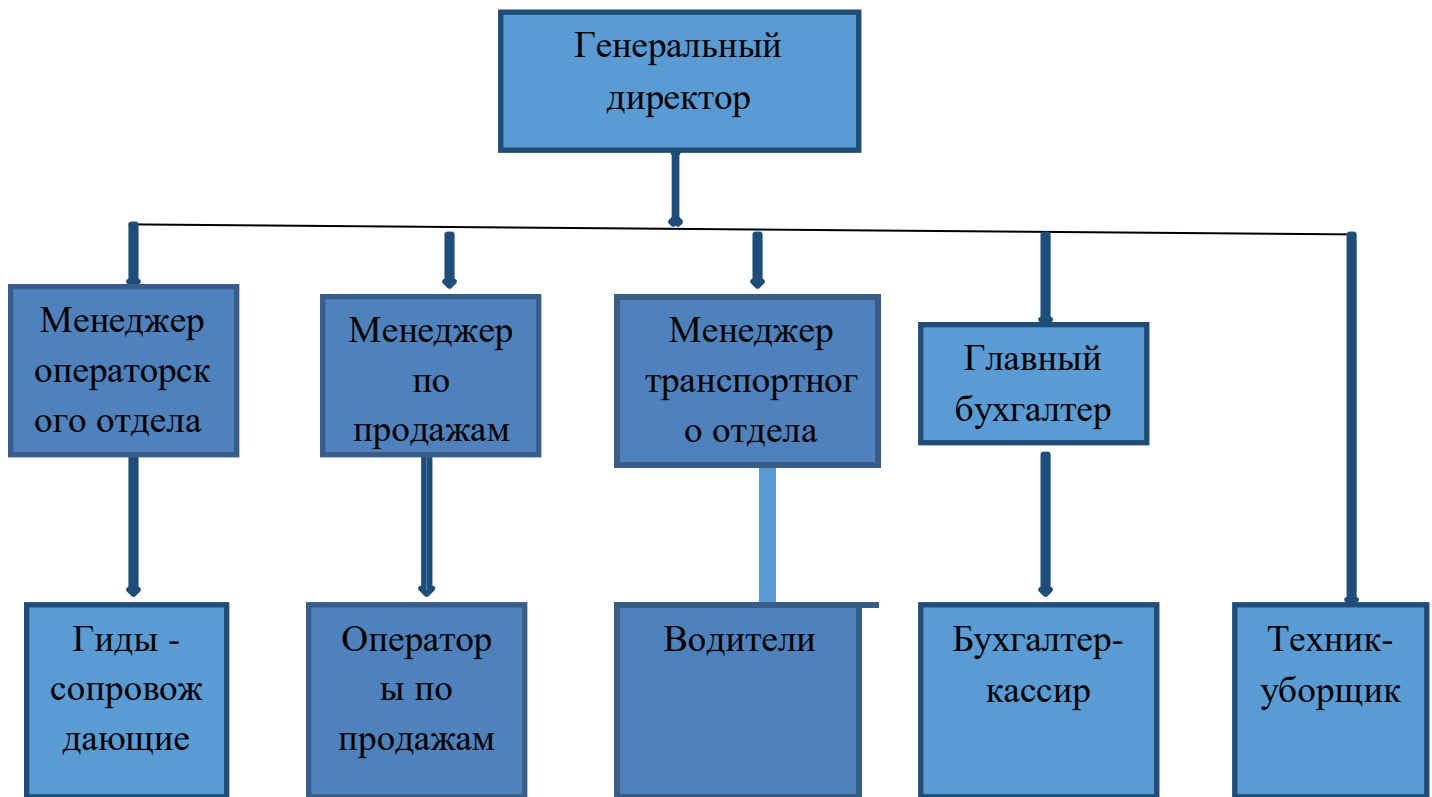 Генеральный
директор
Менеджер
операторск
ого отдела
Менеджер
по
продажам
Менеджер
транспортног
о отдела
Главный
бухгалтер
Гиды -
сопровож
дающие
Оператор
ы по
продажам
Водители
Бухгалтер-
кассир
Техник-
уборщик